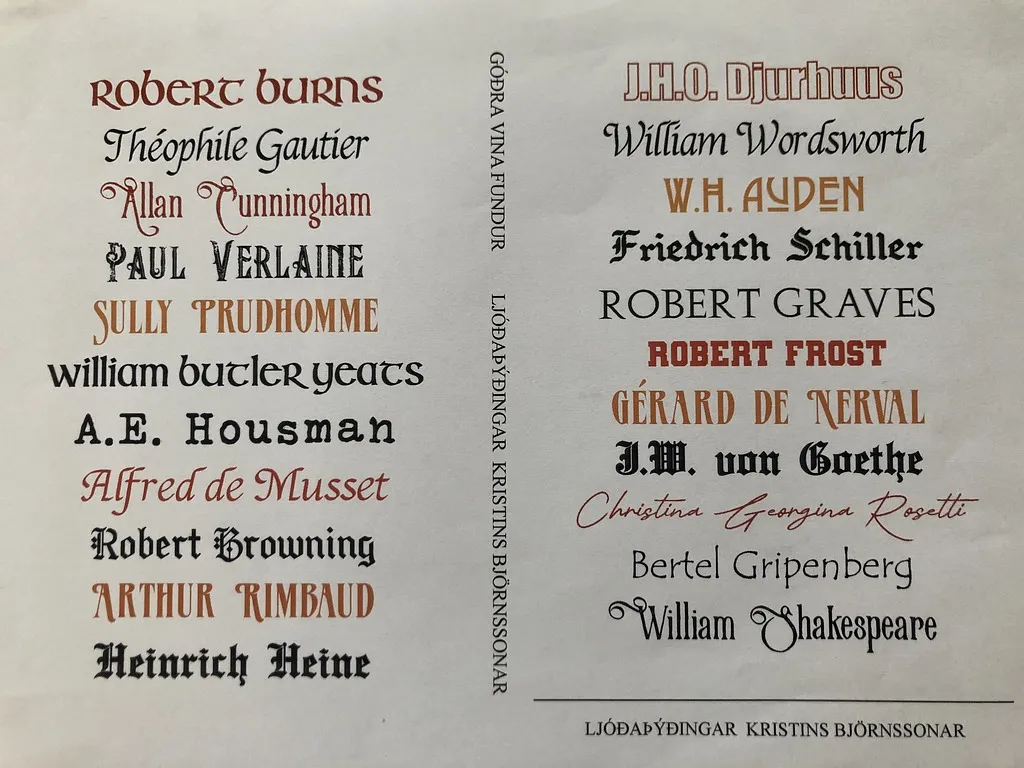 Robert Burns
Théophile Gautier
Allan Cunningham
Paul Verlaine
Sully Prudhomme
William Butler Yeats
A.E. Housman
Alfred de Musset
Robert Browning
Arthur Rimbaud
Heinrich Heine
GÓÐRA VINA FUNDUR LJÓÐAÞÝÐINGAR KRISTINS BJÖRNSSONAR
J.H.O. Djurhuus
William Wordsworth
W.H. AUDEN
Friedrich Schiller
ROBERT GRAVES
ROBERT FROST
GÉRARD DE NERVAL
J.W. von Goethe
Christina Georgina Rosetti
Bertel Gripenberg
William Shakespeare
LJÓÐAÞÝÐINGAR KRISTINS BJÖRNSSONAR